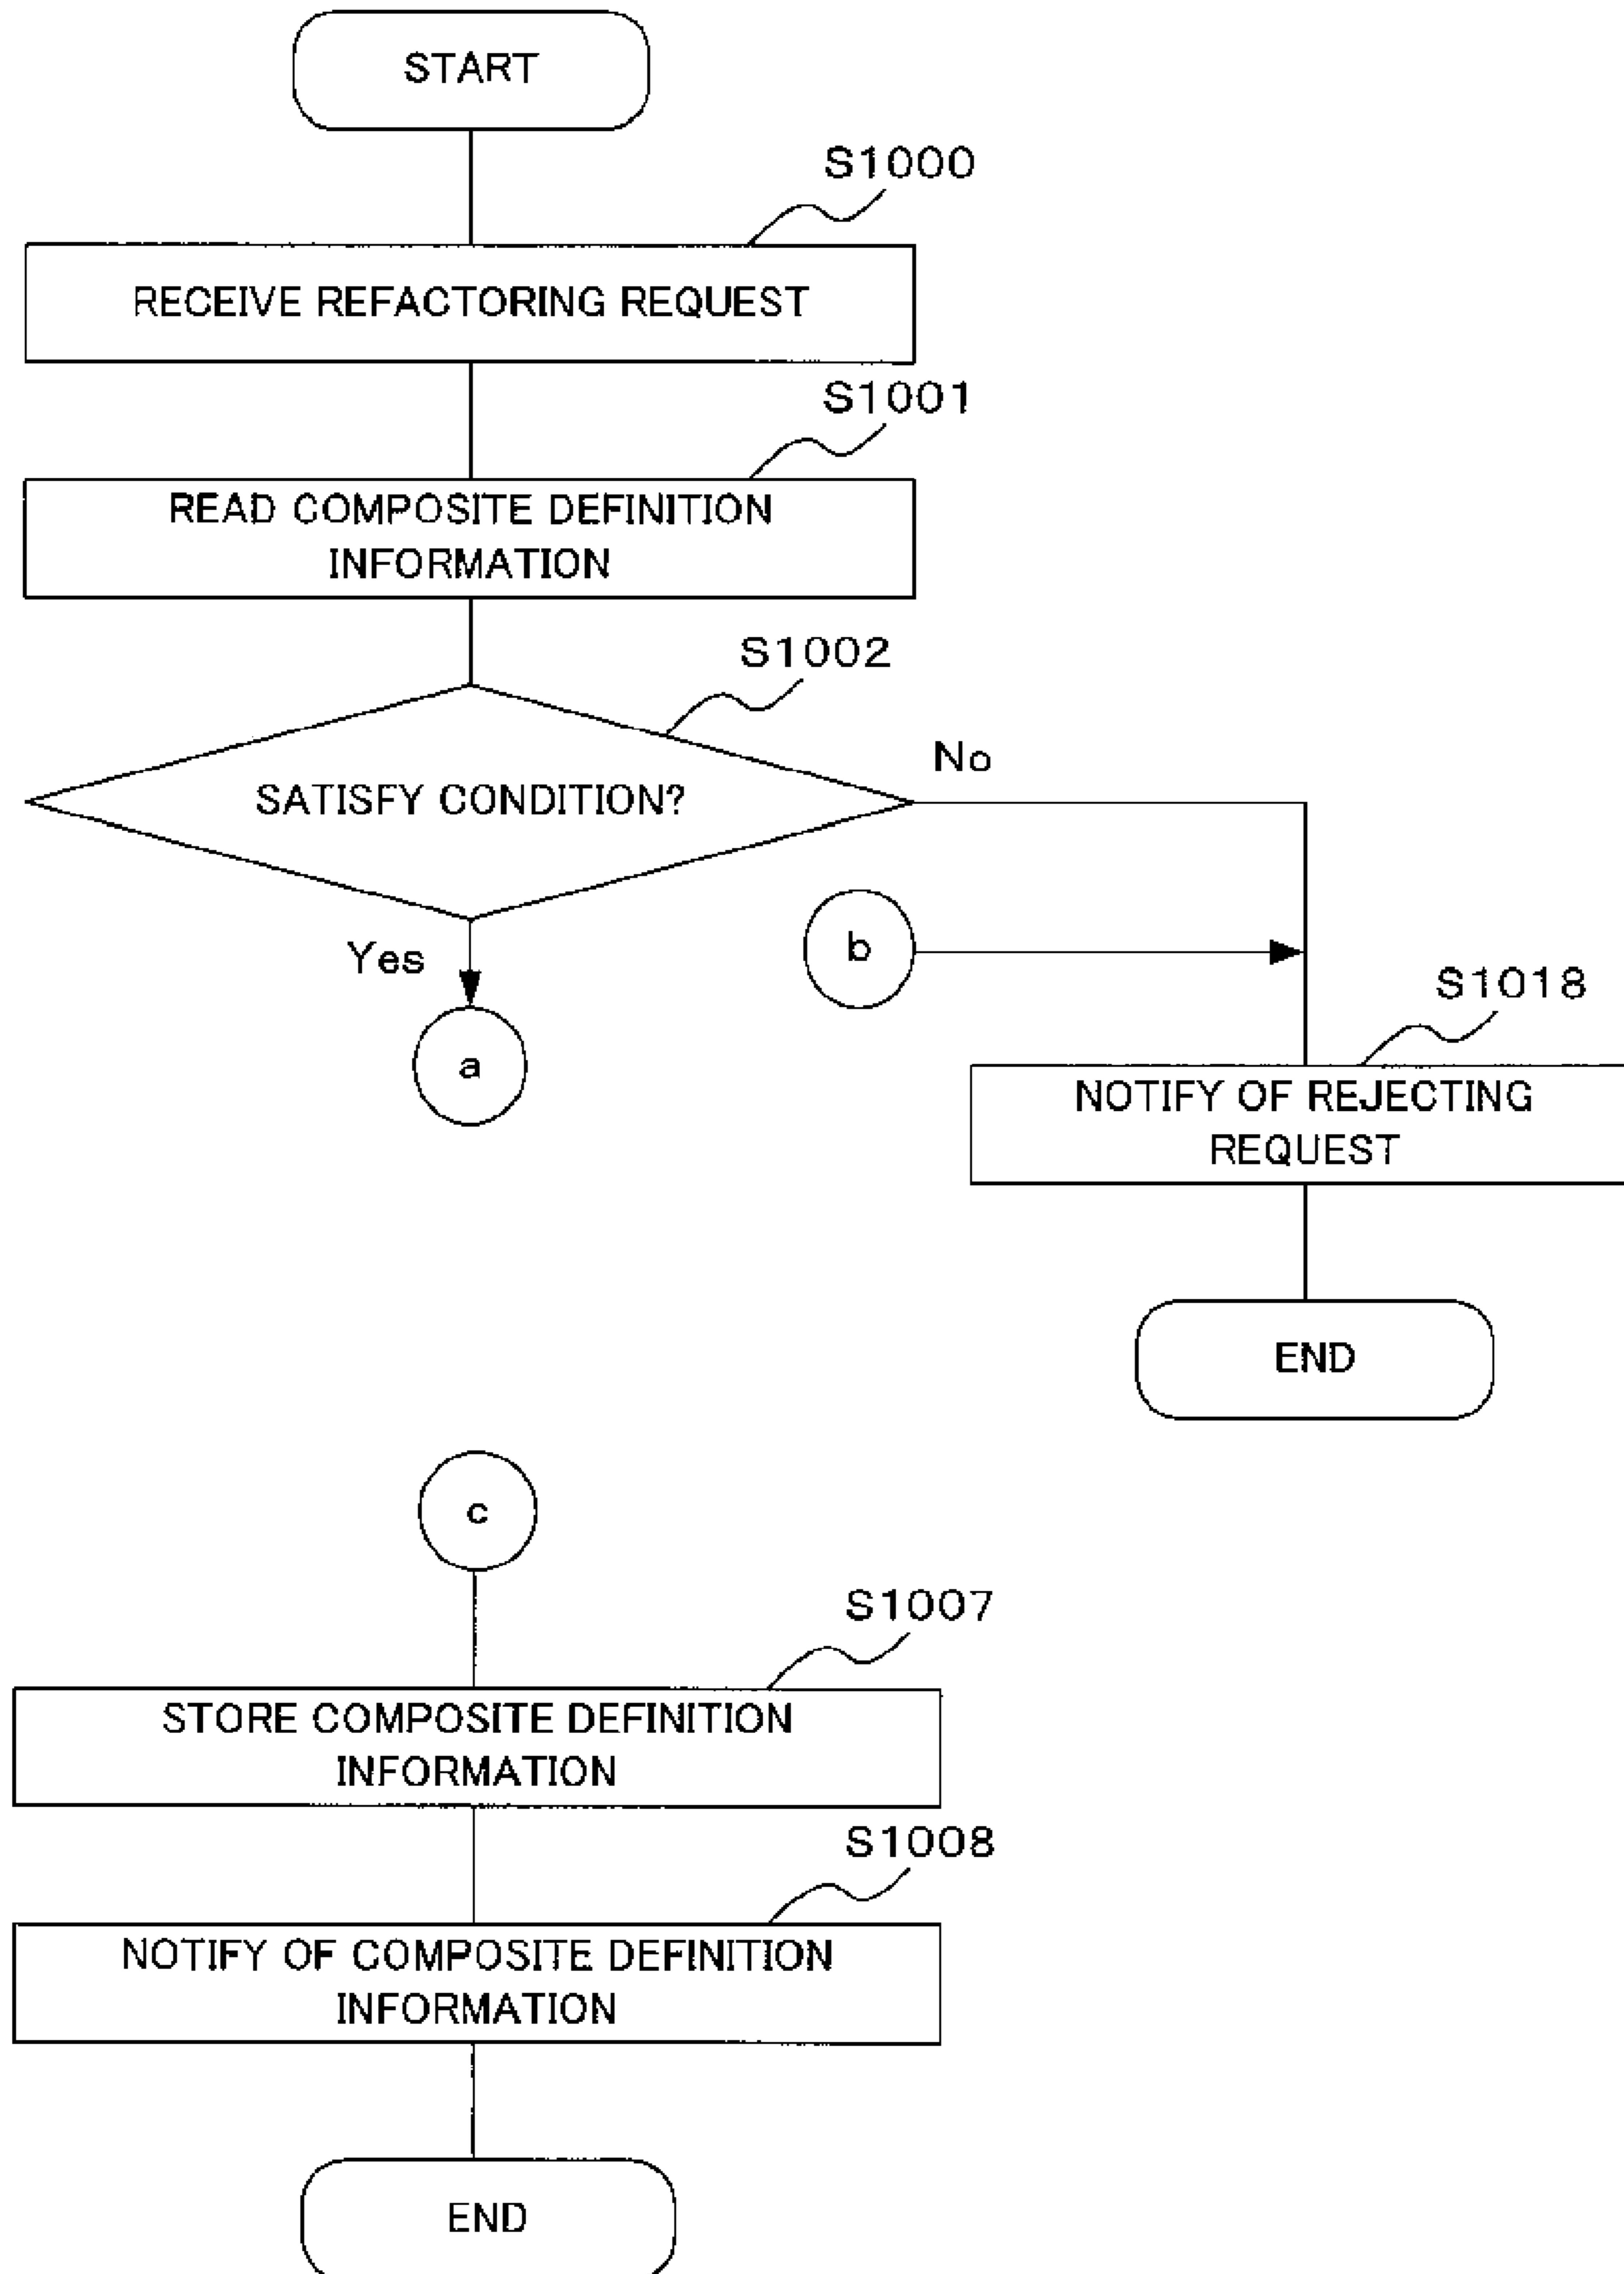 START
S1000
RECEIVE REFACTORING REQUEST
S1001
READ COMPOSITE DEFINITION
INFORMATION
S1002
SATISFY CONDITION?
No
Yes
b
a
S1018
NOTIFY OF REJECTING
REQUEST
END
c
S1007
STORE COMPOSITE DEFINITION
INFORMATION
S1008
NOTIFY OF COMPOSITE DEFINITION
INFORMATION
END